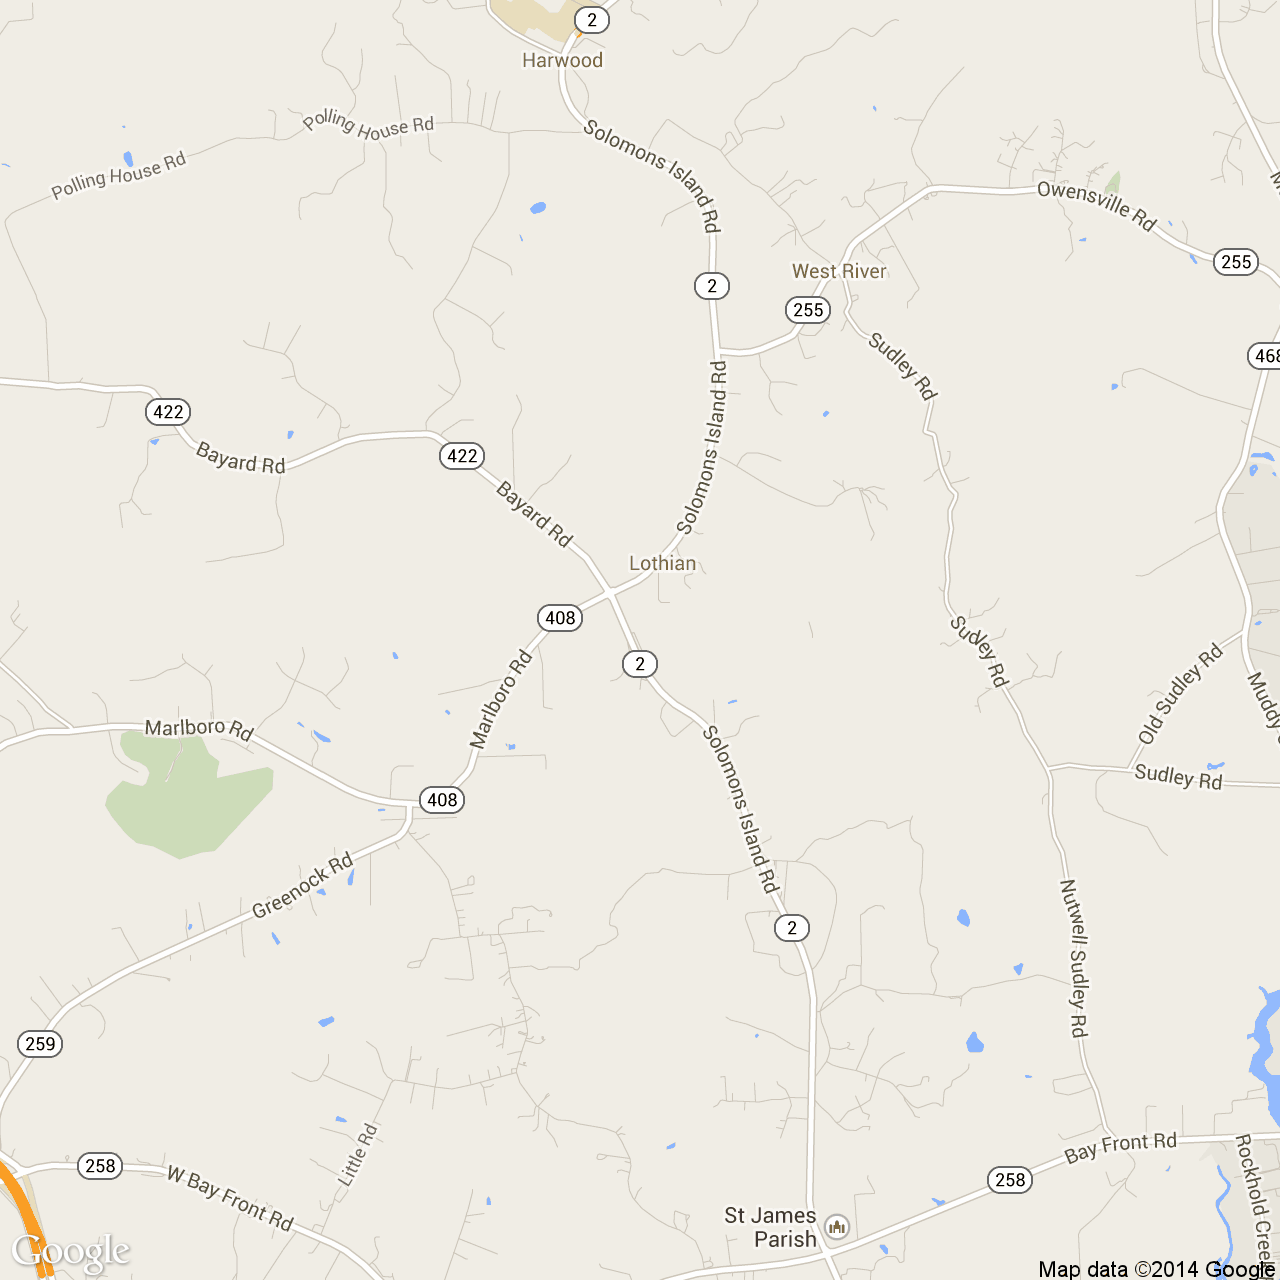 2
Harwood
Polling House Rd
Solomons Island Rd
Polling House Rd
M
Owensville Rd
West River
255
2
255
Sudley Rd
468
Solomons Island Rd
422
Bayard Rd
422
Bayard Rd
Lothian
408
Sudley Rd
2
Old Sudley Rd
Marlboro Rd
Muddy C
Marlboro Rd
Solomons Island Rd
Sudley Rd
408
Greenock Rd
Nutwell Sudley Rd
2
259
Little Rd
Bay Front Rd
258
W Bay Front Rd
258
Rockhold Creek
St James
Parish
Google
Map data ©2014 Google